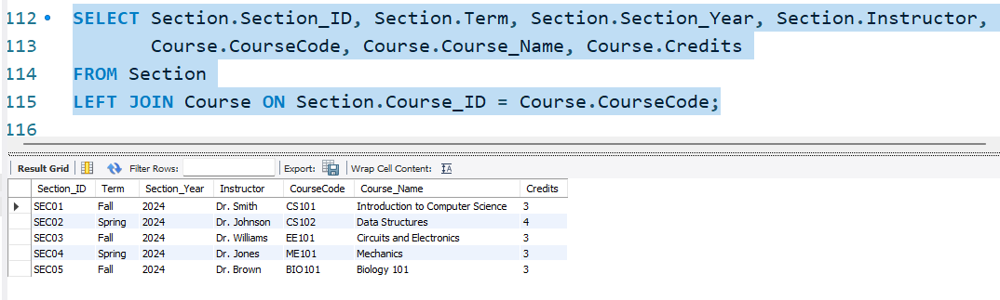 112 SELECT Section.Section_ID, Section.Term, Section.Section_Year, Section.Instructor,
113 Course.CourseCode, Course.Course_Name, Course.Credits
114 FROM Section
115 LEFT JOIN Course ON Section.Course_ID = Course.CourseCode;
116
Result Grid Filter Rows: Export: Wrap Cell Content:
Section_ID Term Section_Year Instructor CourseCode Course_Name Credits
SEC01 Fall 2024 Dr. Smith CS101 Introduction to Computer Science 3
SEC02 Spring 2024 Dr. Johnson CS102 Data Structures 4
SEC03 Fall 2024 Dr. Williams EE101 Circuits and Electronics 3
SEC04 Spring 2024 Dr. Jones ME101 Mechanics 3
SEC05 Fall 2024 Dr. Brown BIO101 Biology 101 3